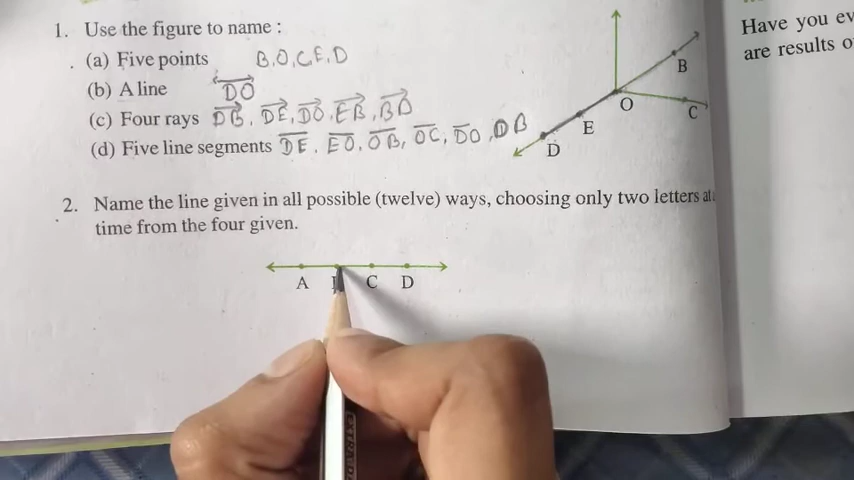 1. Use the figure to name :
(a) Five points B, O, C, E, D
(b) A line DO
(c) Four rays DB, DE, DO, EB, BO
(d) Five line segments DE, EO, OB, OC, DO, DB
B
O
C
E
D
2. Name the line given in all possible (twelve) ways, choosing only two letters at
time from the four given.
A C D
Have you ev
are results o
EXTRA D